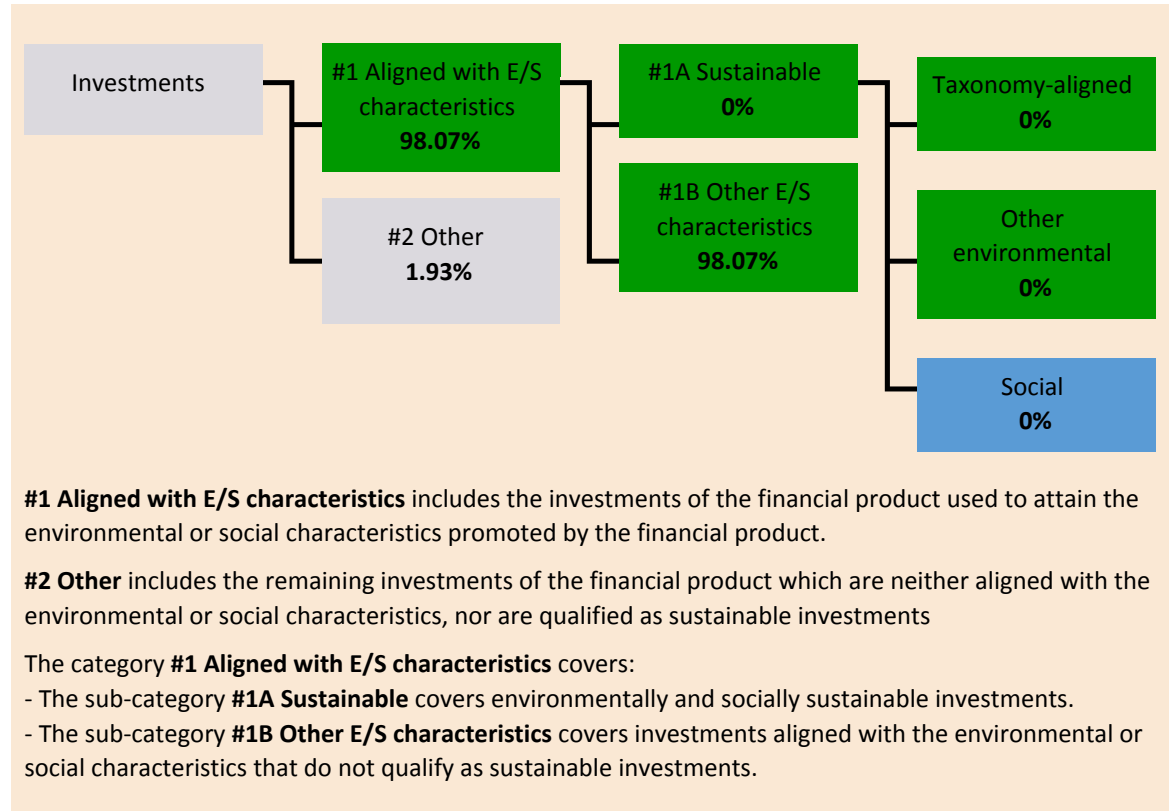 Investments
#1 Aligned with E/S
characteristics
98.07%
#2 Other
1.93%
#1A Sustainable
0%
#1B Other E/S
characteristics
98.07%
Taxonomy-aligned
0%
Other
environmental
0%
Social
0%
#1 Aligned with E/S characteristics includes the investments of the financial product used to attain the
environmental or social characteristics promoted by the financial product.
#2 Other includes the remaining investments of the financial product which are neither aligned with the
environmental or social characteristics, nor are qualified as sustainable investments
The category #1 Aligned with E/S characteristics covers:
- The sub-category #1A Sustainable covers environmentally and socially sustainable investments.
- The sub-category #1B Other E/S characteristics covers investments aligned with the environmental or
social characteristics that do not qualify as sustainable investments.